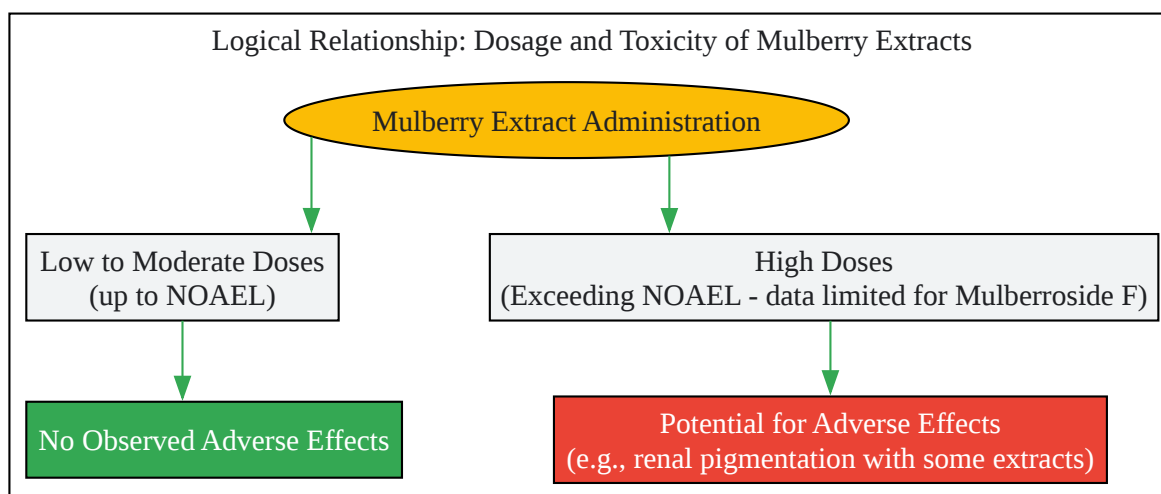 Logical Relationship: Dosage and Toxicity of Mulberry Extracts
Mulberry Extract Administration
Low to Moderate Doses
(up to NOAEL)
High Doses
(Exceeding NOAEL - data limited for Mulberroside F)
No Observed Adverse Effects
Potential for Adverse Effects
(e.g., renal pigmentation with some extracts)